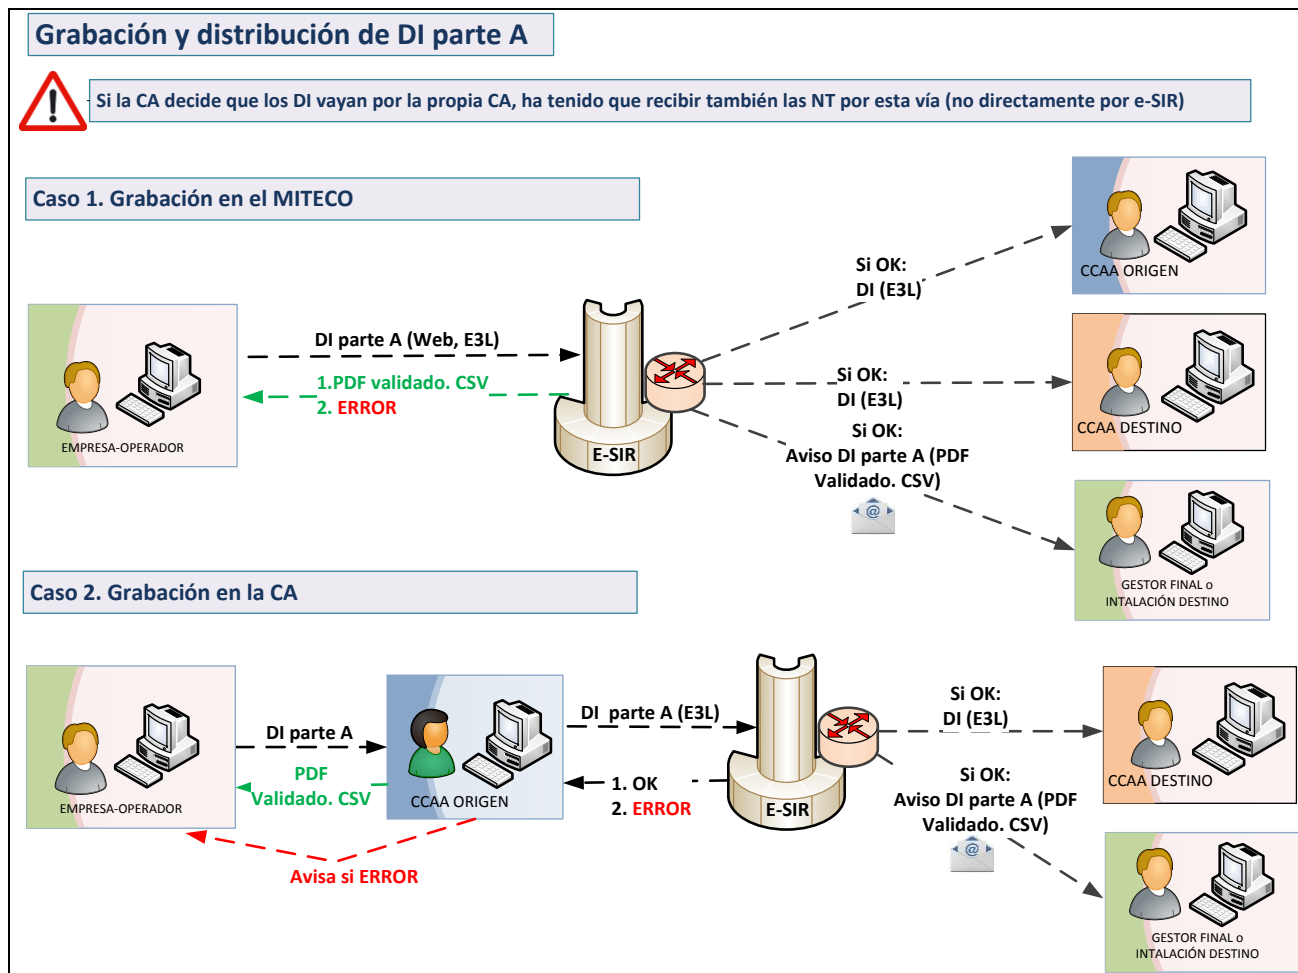 Grabación y distribución de DI parte A
Si la CA decide que los DI vayan por la propia CA, ha tenido que recibir también las NT por esta vía (no directamente por e-SIR)
Caso 1. Grabación en el MITECO
EMPRESA-OPERADOR
DI parte A (Web, E3L)
1.PDF validado. CSV
2. ERROR
E-SIR
Si OK:
DI (E3L)
CCAA ORIGEN
Si OK:
DI (E3L)
CCAA DESTINO
Si OK:
Aviso DI parte A (PDF
Validado. CSV)
@
GESTOR FINAL o
INTALACIÓN DESTINO
Caso 2. Grabación en la CA
EMPRESA-OPERADOR
DI parte A
PDF
Validado. CSV
CCAA ORIGEN
Avisa si ERROR
DI parte A (E3L)
1. OK
2. ERROR
E-SIR
Si OK:
DI (E3L)
CCAA DESTINO
Si OK:
Aviso DI parte A (PDF
Validado. CSV)
@
GESTOR FINAL o
INTALACIÓN DESTINO